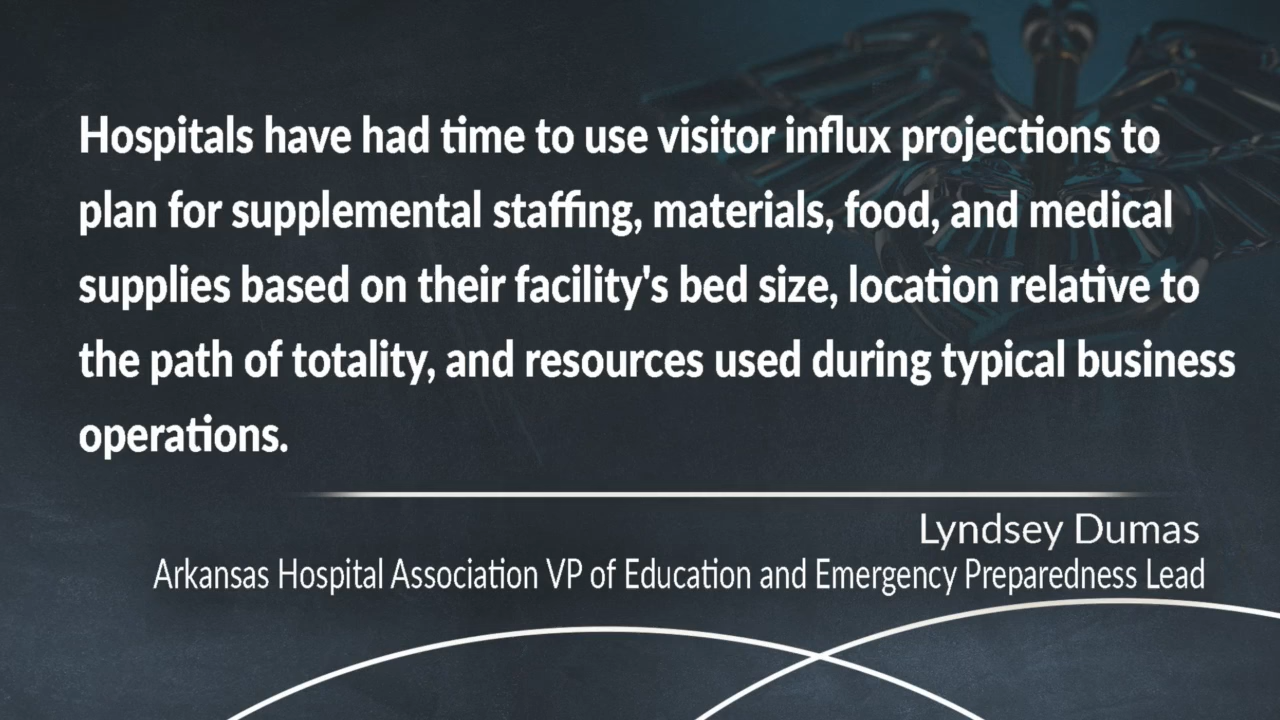 Hospitals have had time to use visitor influx projections to
plan for supplemental staffing, materials, food, and medical
supplies based on their facility's bed size, location relative to
the path of totality, and resources used during typical business
operations.
Lyndsey Dumas
Arkansas Hospital Association VP of Education and Emergency Preparedness Lead